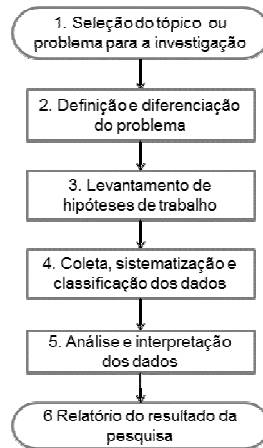 1. Seleção do tópico ou
problema para a investigação
2. Definição e diferenciação
do problema
3. Levantamento de
hipóteses de trabalho
4. Coleta, sistematização e
classificação dos dados
5. Análise e interpretação
dos dados
6 Relatório do resultado da
pesquisa